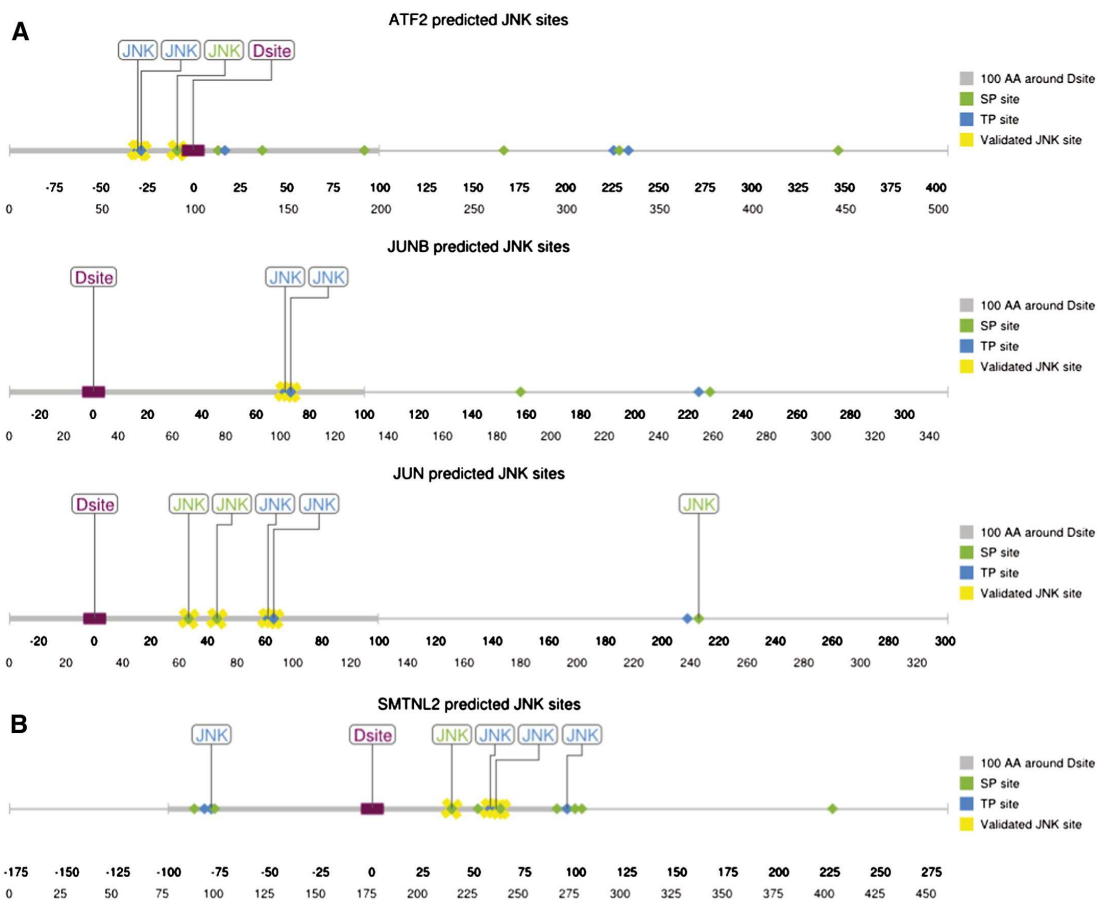 A
ATF2 predicted JNK sites
JNK JNK JNK Dsite
100 AA around Dsite
SP site
TP site
Validated JNK site
-75 -50 -25 0 25 50 75 100 125 150 175 200 225 250 275 300 325 350 375 400
0 50 100 150 200 250 300 350 400 450 500
JUNB predicted JNK sites
Dsite JNK JNK
100 AA around Dsite
SP site
TP site
Validated JNK site
-20 0 20 40 60 80 100 120 140 160 180 200 220 240 260 280 300
0 20 40 60 80 100 120 140 160 180 200 220 240 260 280 300 320 340
JUN predicted JNK sites
Dsite JNK JNK JNK JNK JNK
100 AA around Dsite
SP site
TP site
Validated JNK site
-20 0 20 40 60 80 100 120 140 160 180 200 220 240 260 280 300
0 20 40 60 80 100 120 140 160 180 200 220 240 260 280 300 320
B
SMTNL2 predicted JNK sites
JNK Dsite JNK JNK JNK JNK
100 AA around Dsite
SP site
TP site
Validated JNK site
-175 -150 -125 -100 -75 -50 -25 0 25 50 75 100 125 150 175 200 225 250 275
0 25 50 75 100 125 150 175 200 225 250 275 300 325 350 375 400 425 450